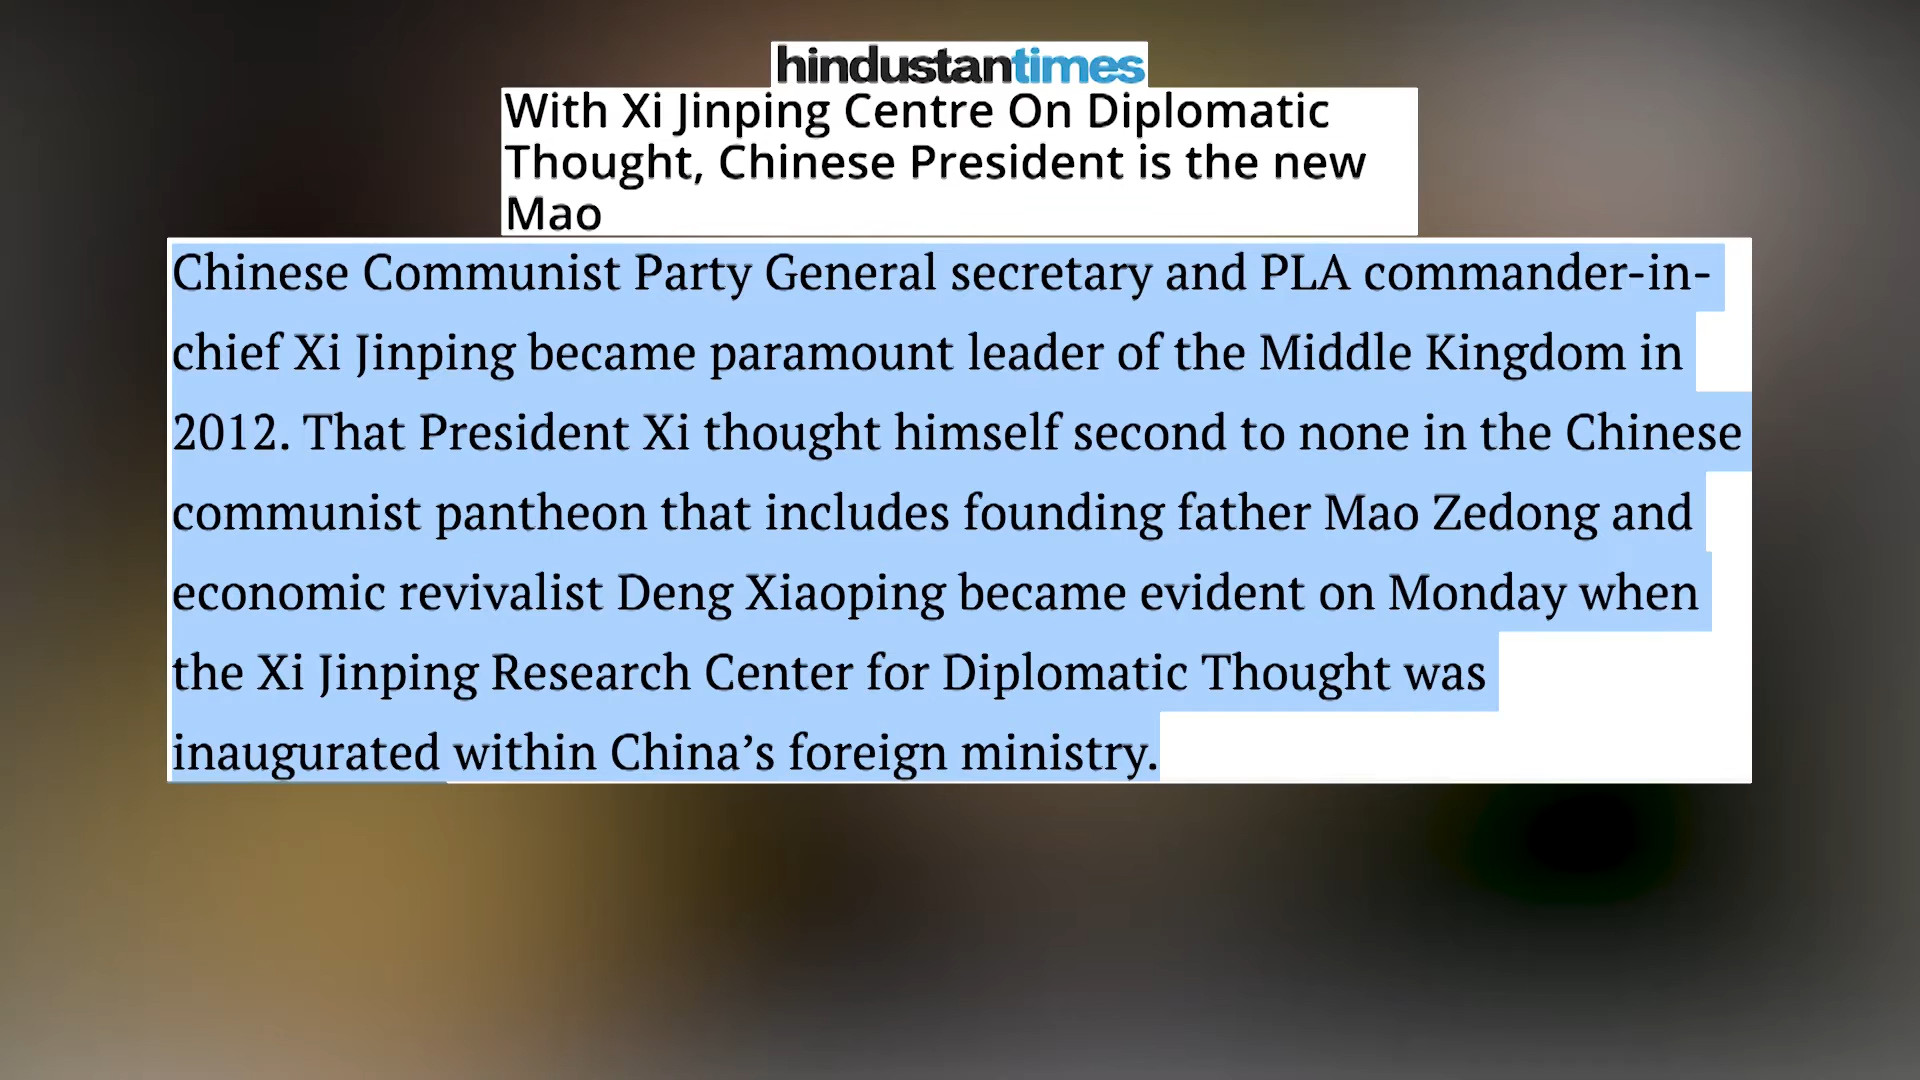 hindustantimes
With Xi Jinping Centre On Diplomatic
Thought, Chinese President is the new
Mao
Chinese Communist Party General secretary and PLA commander-in-
chief Xi Jinping became paramount leader of the Middle Kingdom in
2012. That President Xi thought himself second to none in the Chinese
communist pantheon that includes founding father Mao Zedong and
economic revivalist Deng Xiaoping became evident on Monday when
the Xi Jinping Research Center for Diplomatic Thought was
inaugurated within China’s foreign ministry.